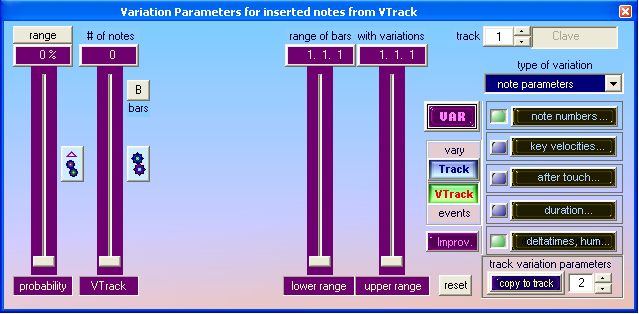 Variation Parameters for inserted notes from VTrack
range
# of notes
range of bars
with variations
track
1
Clave
0 %
0
1. 1. 1
1. 1. 1
type of variation
note parameters
B
bars
VAR
note numbers...
key velocities...
vary
Track
after touch...
VTrack
events
duration...
Improv.
deltatimes, hum...
track variation parameters
probability
VTrack
lower range
upper range
reset
copy to track
2